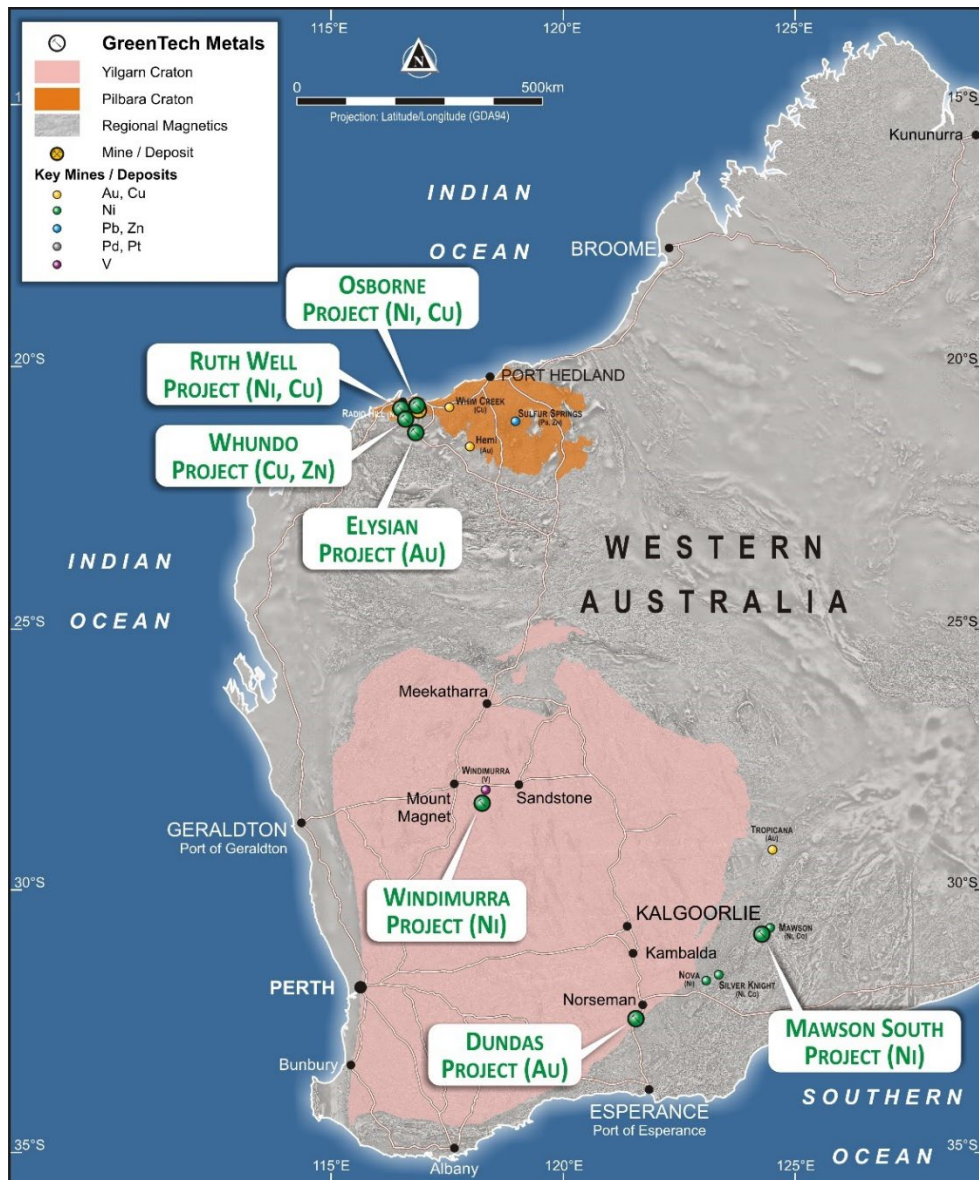 115°E
120°E
125°E
GreenTech Metals
Yilgarn Craton
Pilbara Craton
Regional Magnetics
Mine / Deposit
Key Mines / Deposits
Au, Cu
Ni
Pb, Zn
Pd, Pt
V
N
0
500km
Projection: Latitude/Longitude (GDA94)
15°
15°S
Kununurra
INDIAN
OCEAN
BROOME
OSBORNE
PROJECT (NI, CU)
20°S
20°S
RUTH WELL
PROJECT (NI, CU)
PORT HEDLAND
RADIO HILL
WHIM CREEK
(Cu)
SULFUR SPRINGS
(Pb, Zn)
WHUNDO
PROJECT (CU, ZN)
HEMI
(Au)
ELYSIAN
PROJECT (AU)
INDIAN
OCEAN
WESTERN
AUSTRALIA
25°S
25°S
Meekatharra
WINDIMURRA
(V)
Mount
Magnet
Sandstone
GERALDTON
Port of Geraldton
TROPICANA
(Au)
30°S
30°S
WINDIMURRA
PROJECT (NI)
KALGOORLIE
MAWSON
(Ni, Co)
Kambalda
NOVA
(Ni)
SILVER KNIGHT
(Ni, Co)
PERTH
Norseman
DUNDAS
PROJECT (AU)
MAWSON SOUTH
PROJECT (NI)
Bunbury
ESPERANCE
Port of Esperance
SOUTHERN
OCEAN
35°S
35°S
Albany
115°E
120°E
125°E